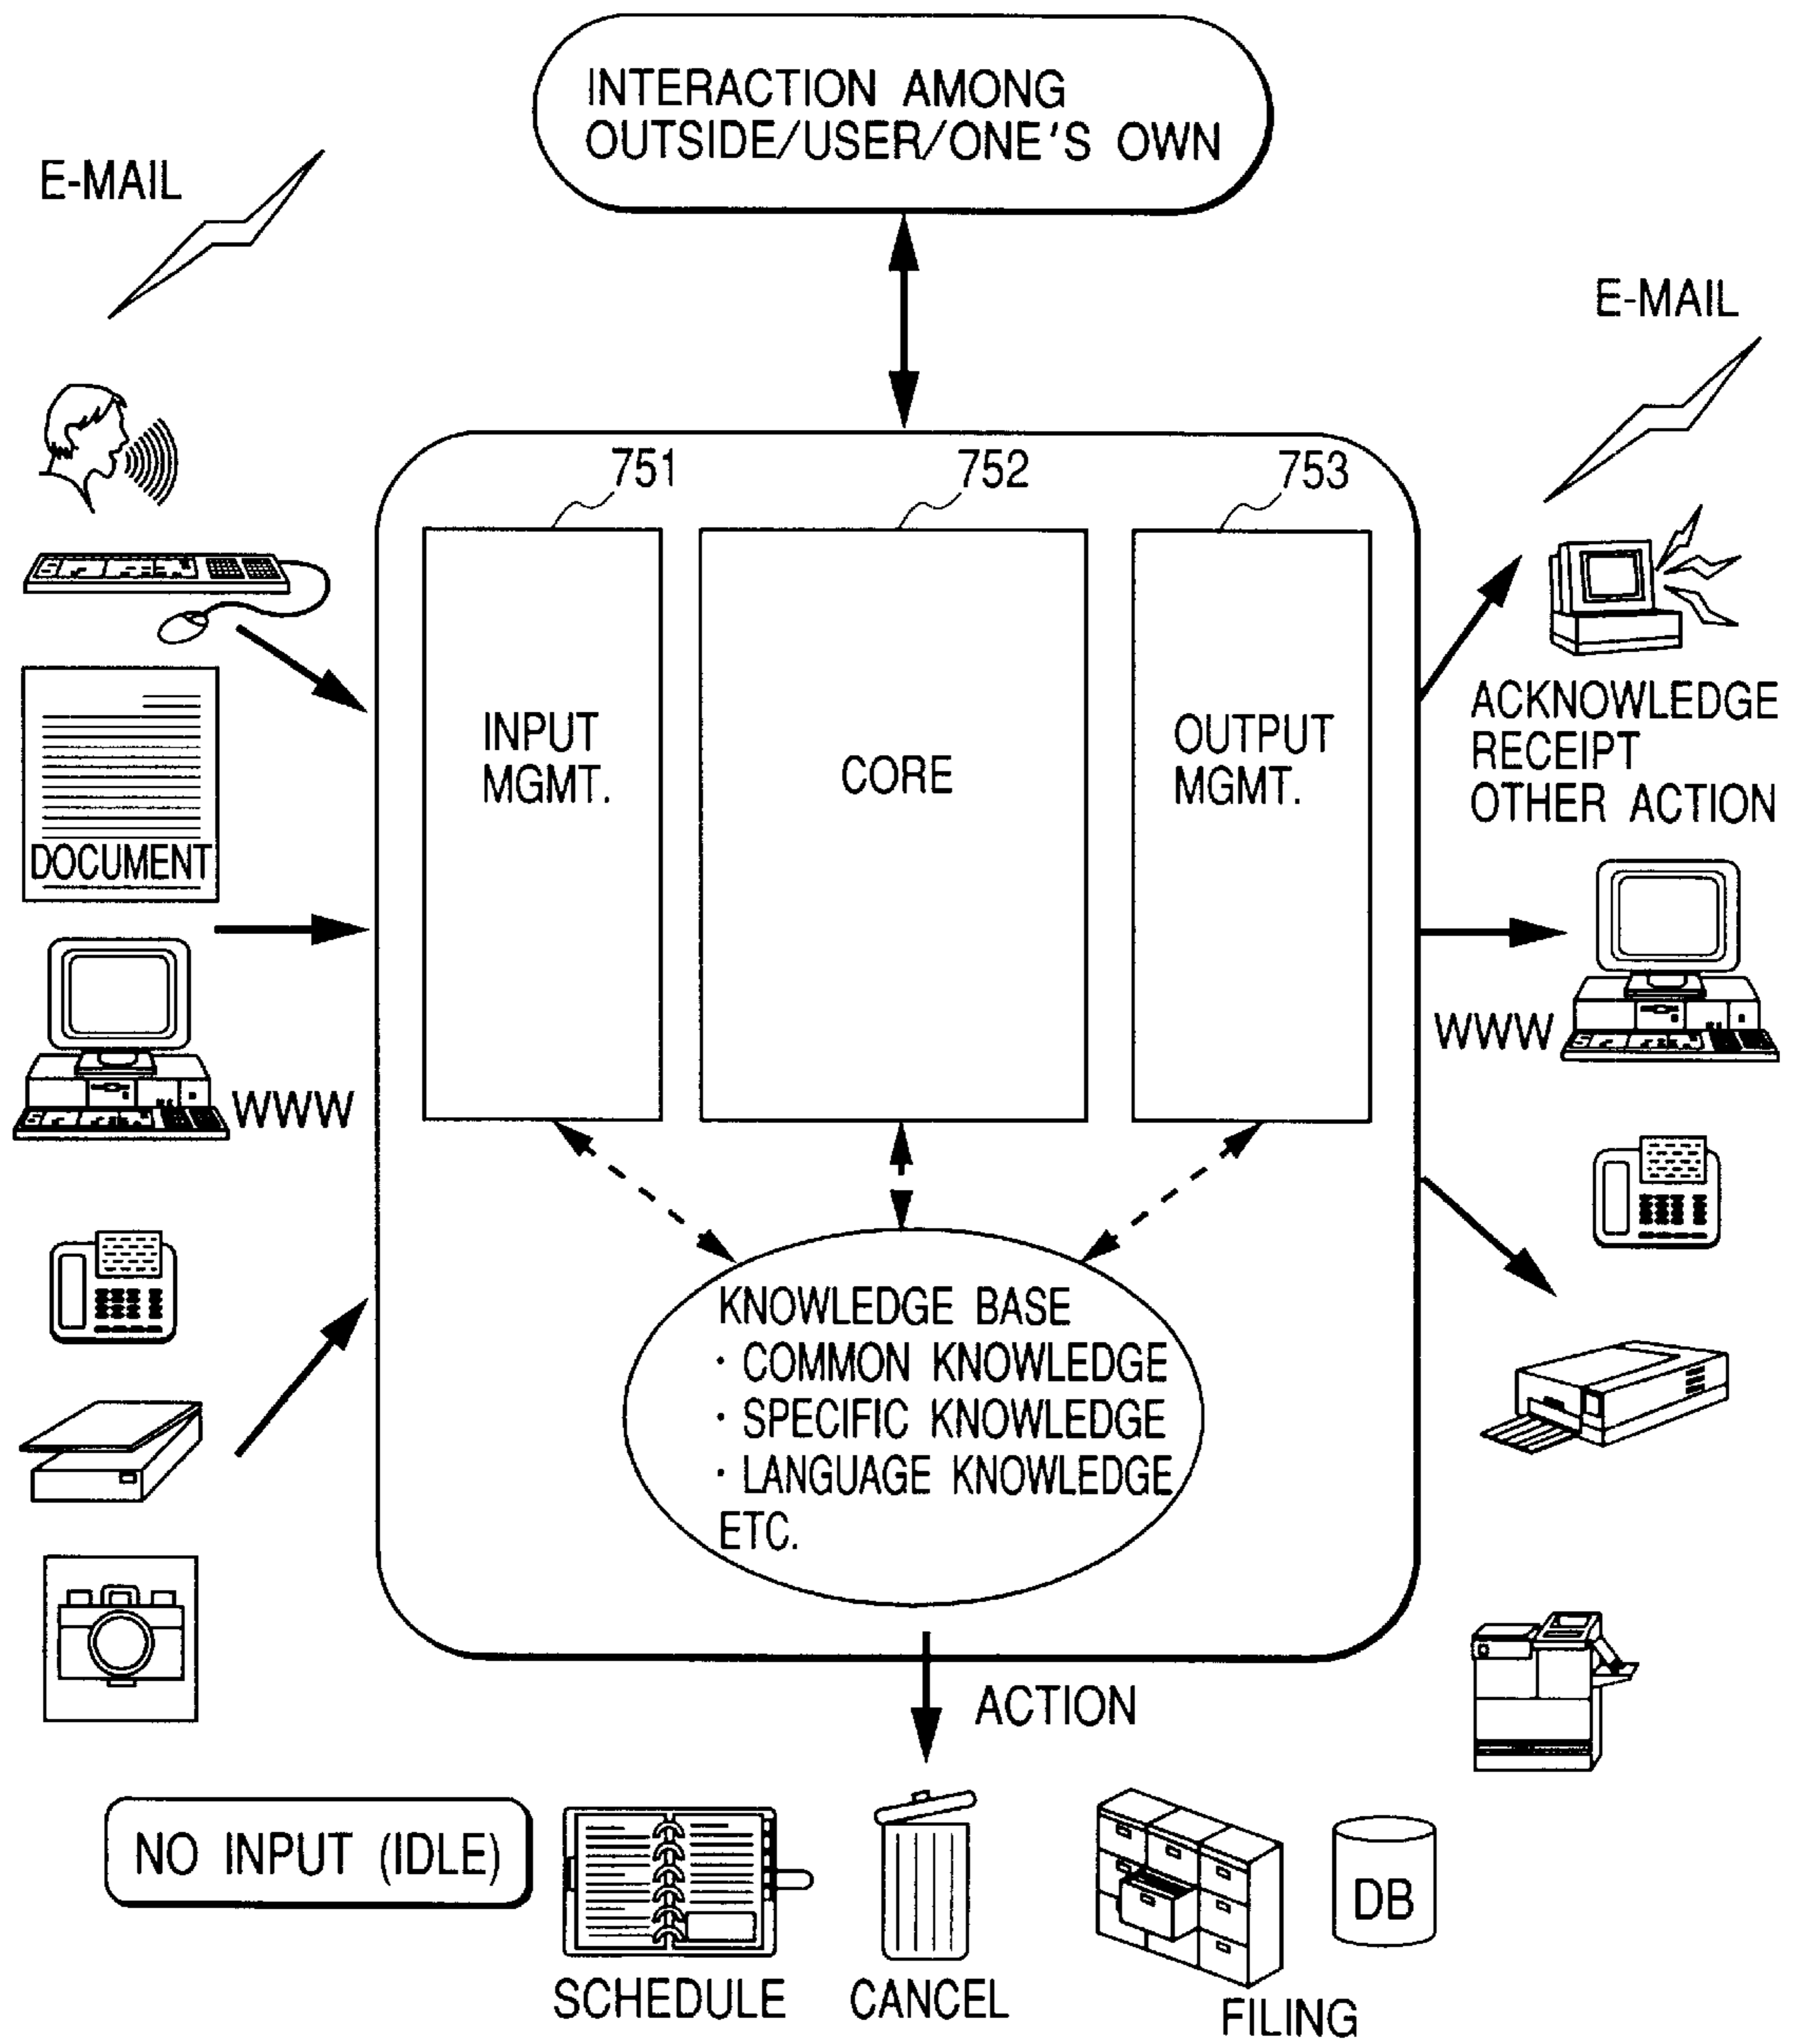 INTERACTION AMONG
OUTSIDE/USER/ONE'S OWN
E-MAIL
E-MAIL
751
752
753
INPUT
MGMT.
CORE
OUTPUT
MGMT.
DOCUMENT
ACKNOWLEDGE
RECEIPT
OTHER ACTION
WWW
WWW
KNOWLEDGE BASE
· COMMON KNOWLEDGE
· SPECIFIC KNOWLEDGE
· LANGUAGE KNOWLEDGE
ETC.
ACTION
NO INPUT (IDLE)
SCHEDULE
CANCEL
FILING
DB